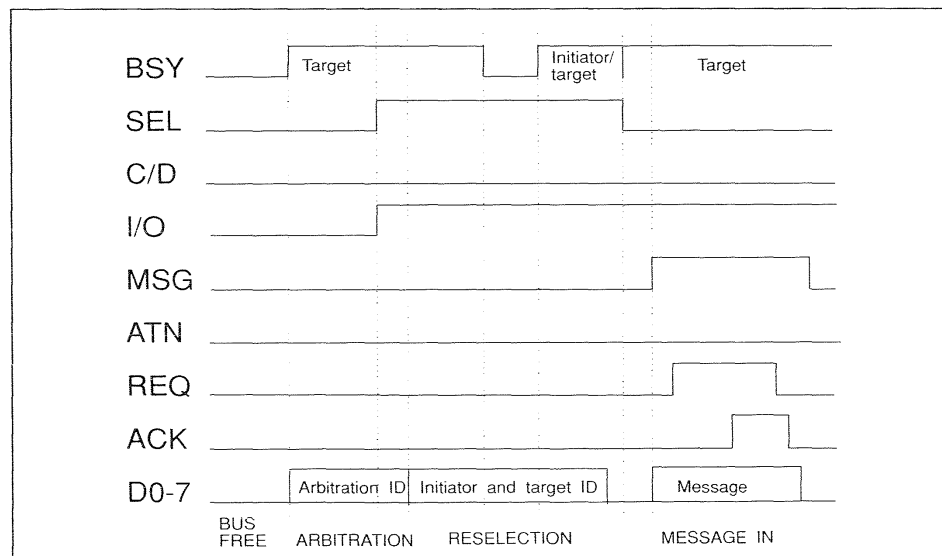 BSY
Target
Initiator/
target
Target
SEL
C/D
I/O
MSG
ATN
REQ
ACK
D0-7
Arbitration ID
Initiator and target ID
Message
BUS
FREE
ARBITRATION
RESELECTION
MESSAGE IN